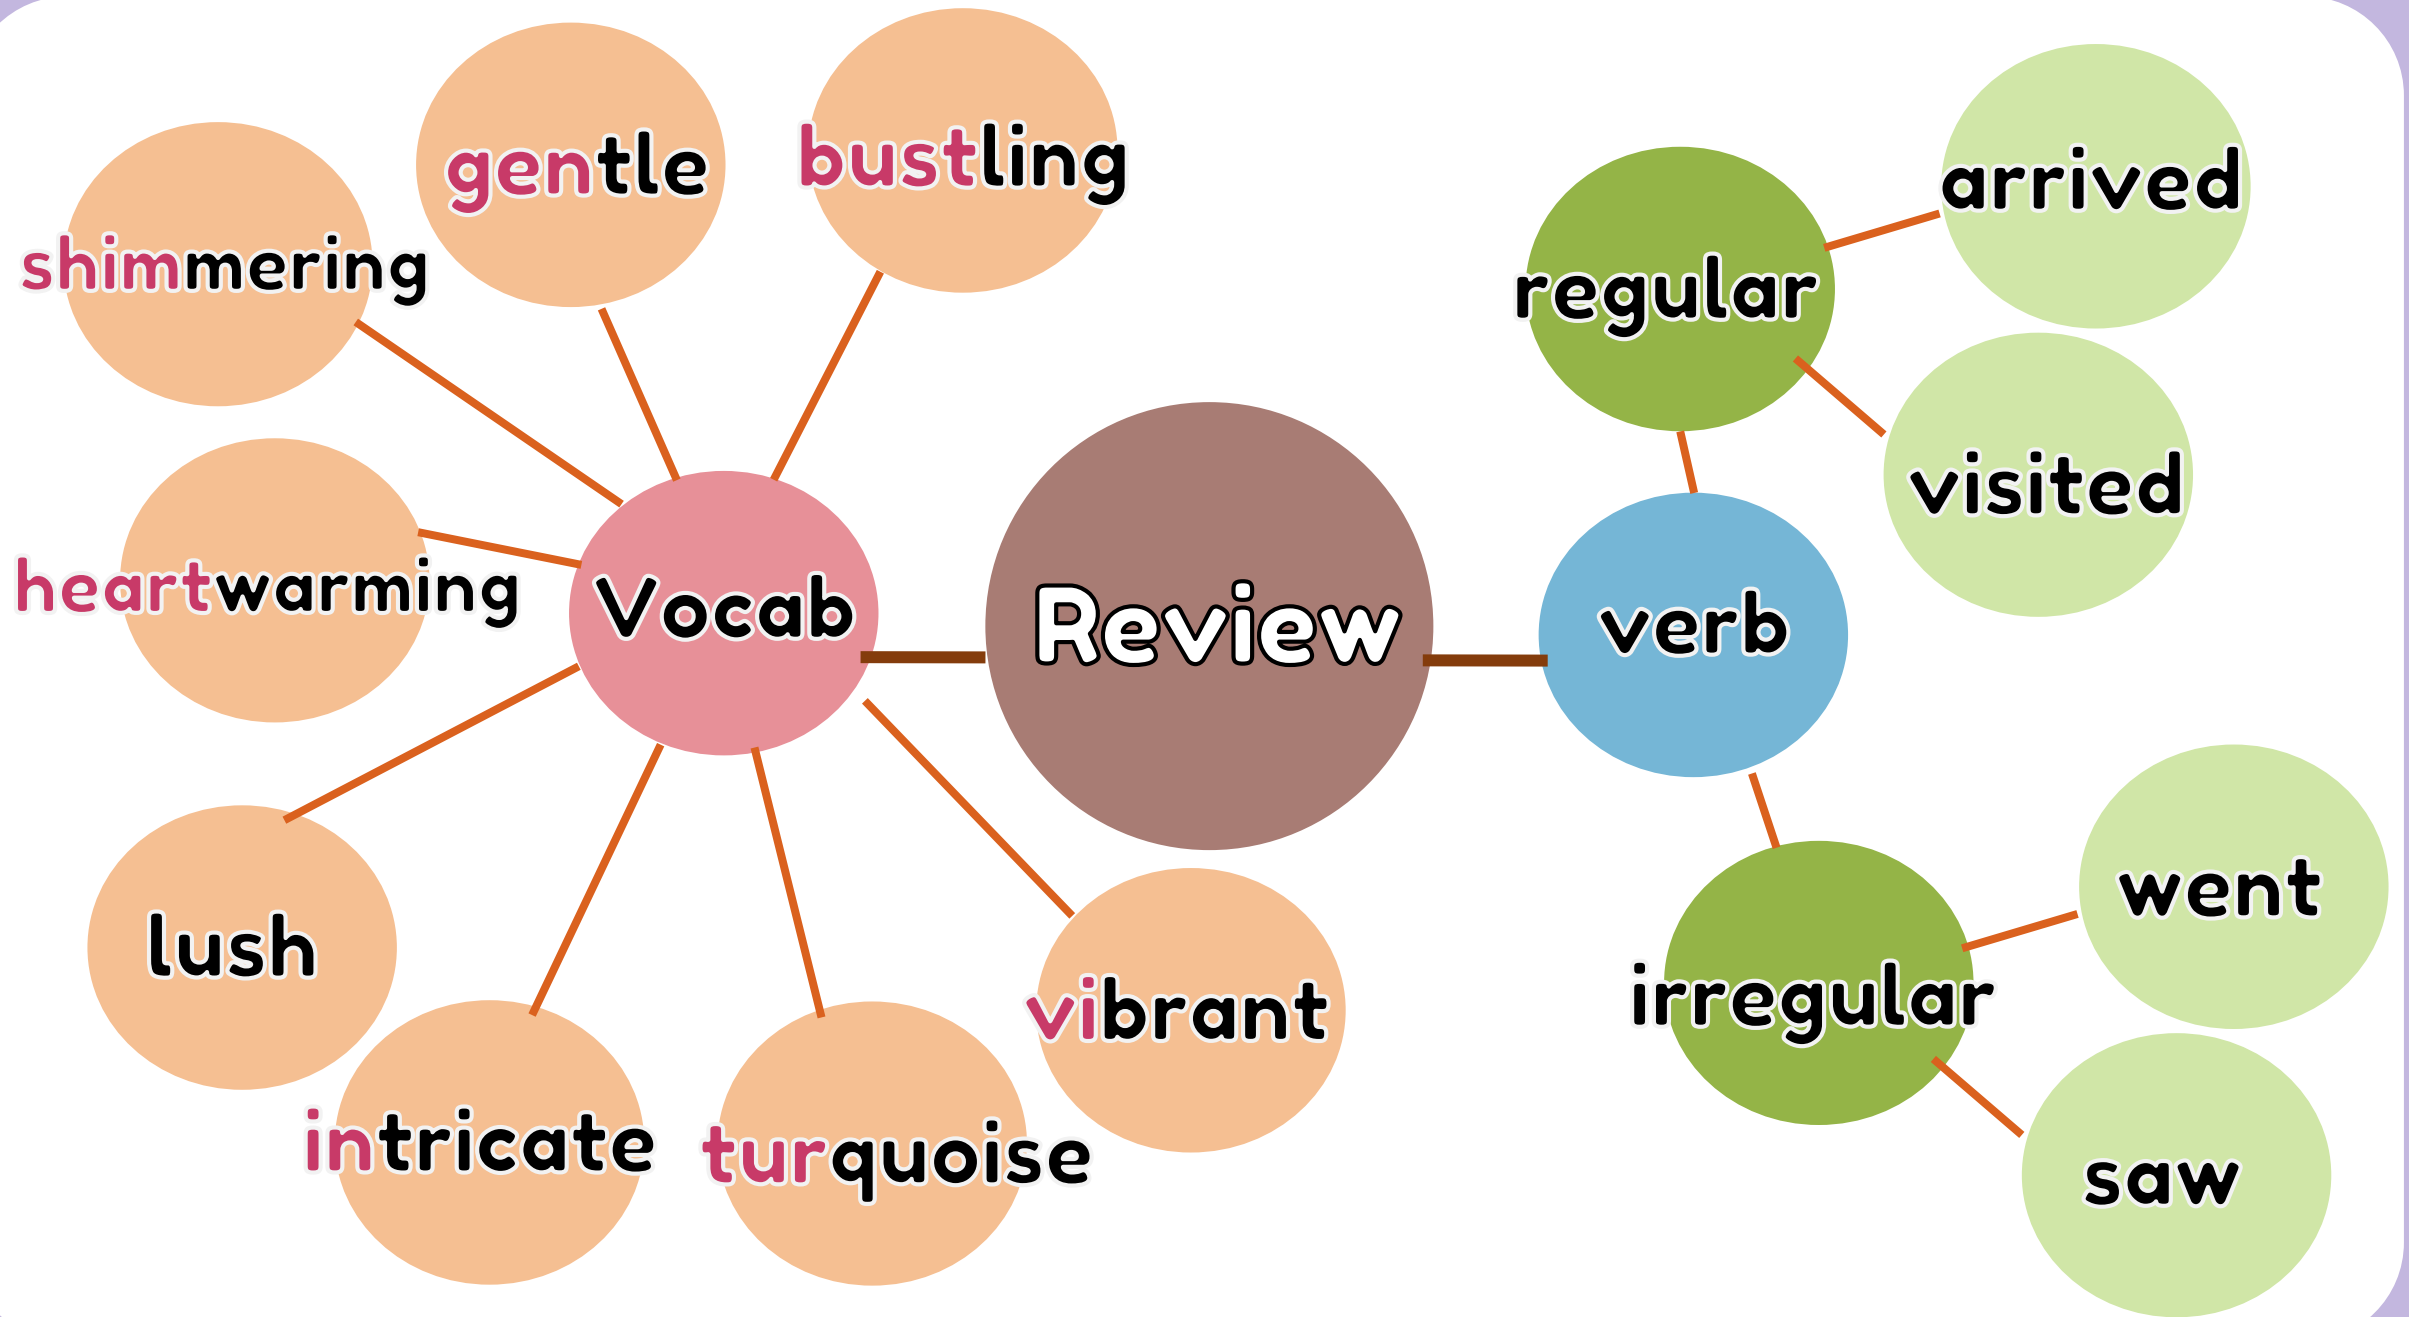 Review
Vocab
bustling
gentle
shimmering
heartwarming
lush
intricate
turquoise
vibrant
verb
regular
arrived
visited
irregular
went
saw